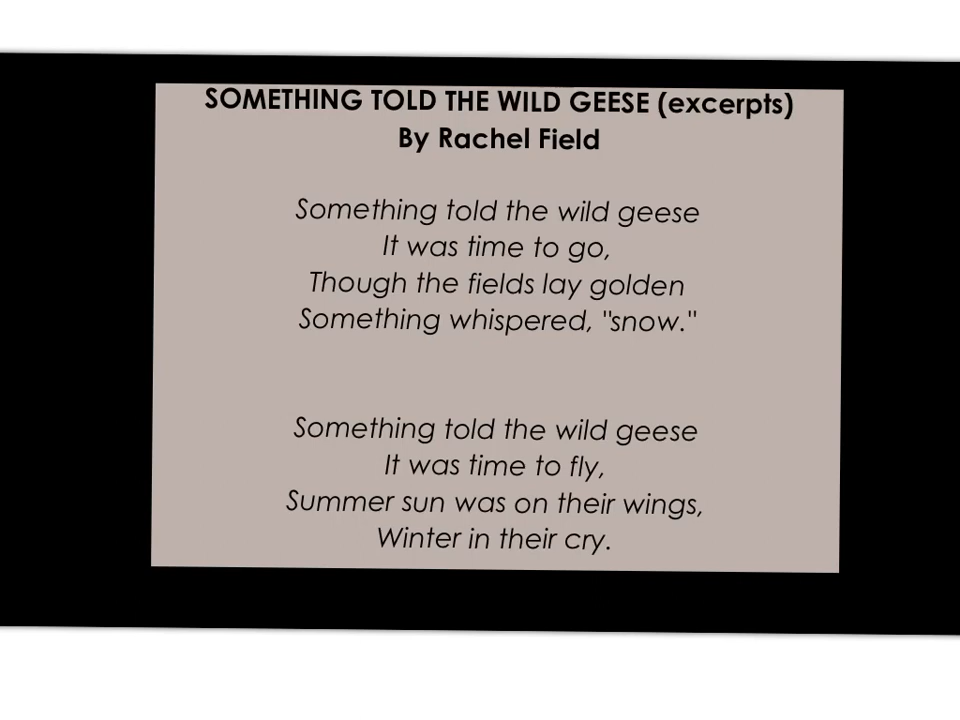 SOMETHING TOLD THE WILD GEESE (excerpts)
By Rachel Field
Something told the wild geese
It was time to go,
Though the fields lay golden
Something whispered, "snow."
Something told the wild geese
It was time to fly,
Summer sun was on their wings,
Winter in their cry.